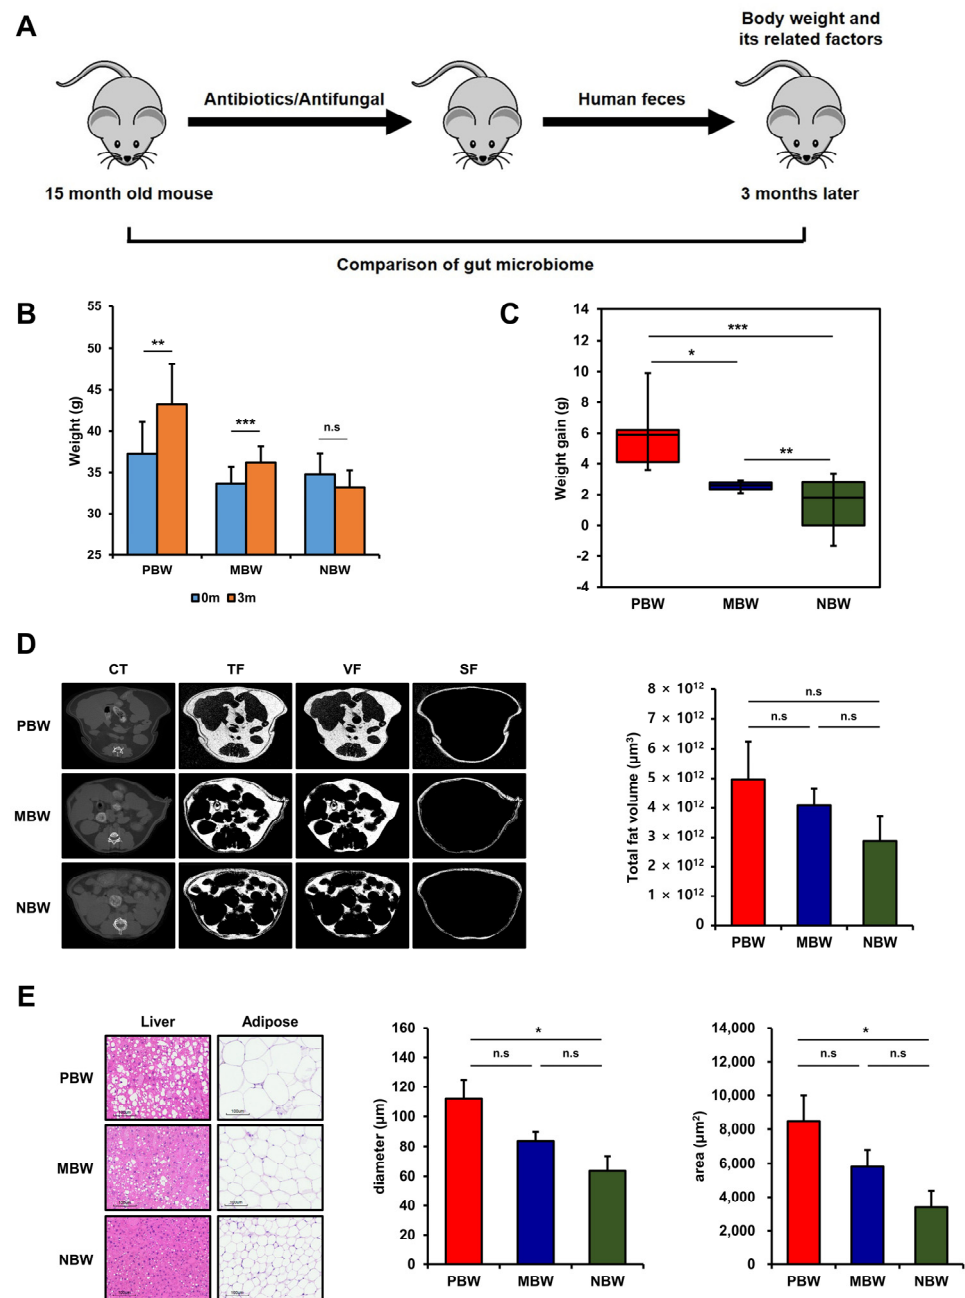 A
Body weight and
its related factors
Antibiotics/Antifungal
Human feces
15 month old mouse
3 months later
Comparison of gut microbiome
B
Weight (g)
55
50
45
40
35
30
25
**
***
n.s
PBW
MBW
NBW
0m
3m
C
Weight gain (g)
14
12
10
8
6
4
2
0
-2
-4
***
*
**
PBW
MBW
NBW
D
CT
TF
VF
SF
PBW
MBW
NBW
Total fat volume (μm³)
8 × 10¹²
7 × 10¹²
6 × 10¹²
5 × 10¹²
4 × 10¹²
3 × 10¹²
2 × 10¹²
1 × 10¹²
0
n.s
n.s
n.s
PBW
MBW
NBW
E
Liver
Adipose
PBW
MBW
NBW
100um
100um
100um
diameter (μm)
160
140
120
100
80
60
40
20
0
*
n.s
n.s
PBW
MBW
NBW
area (μm²)
14,000
12,000
10,000
8,000
6,000
4,000
2,000
0
*
n.s
n.s
PBW
MBW
NBW